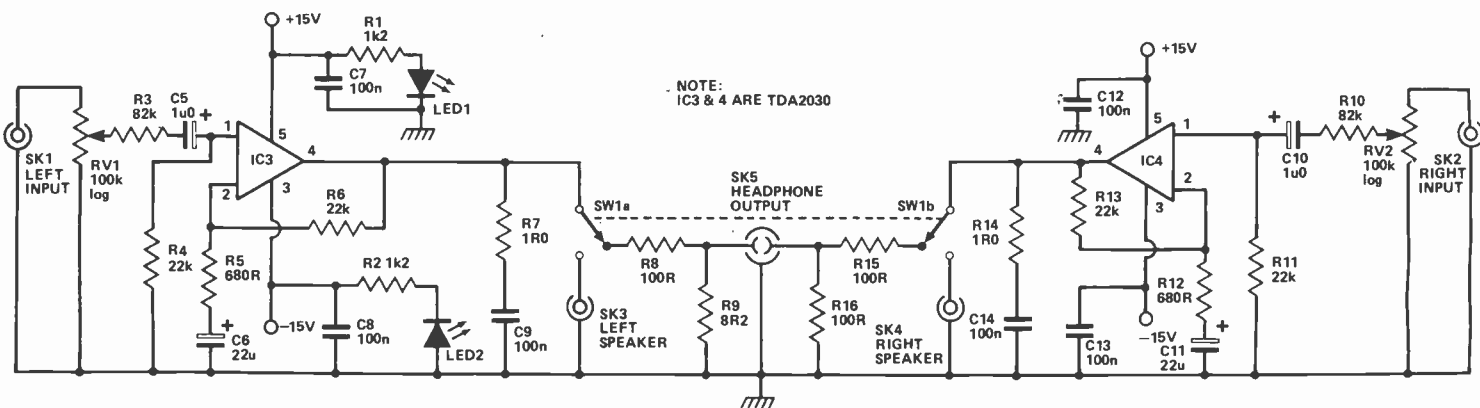 +15V
R1
1k2
C7
100n
LED1
NOTE:
IC3 & 4 ARE TDA2030
+15V
C12
100n
R3
82k
C5
1u0
+
SK1
LEFT
INPUT
RV1
100k
log
1
2
5
4
3
IC3
R6
22k
R4
22k
R5
680R
+
C6
22u
-15V
R2 1k2
C8
100n
LED2
R7
1R0
C9
100n
SW1a
R8
100R
SK3
LEFT
SPEAKER
R9
8R2
SK5
HEADPHONE
OUTPUT
SW1b
R15
100R
R16
100R
SK4
RIGHT
SPEAKER
R14
1R0
C14
100n
4
5
1
2
3
IC4
R13
22k
C13
100n
-15V
R12
680R
+
C11
22u
R11
22k
+
C10
1u0
R10
82k
RV2
100k
log
SK2
RIGHT
INPUT